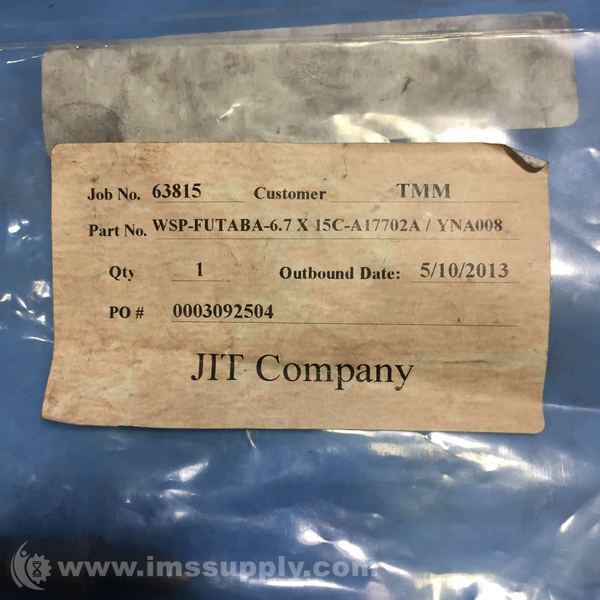 Job No. 63815 Customer TMM
Part No. WSP-FUTABA-6.7 X 15C-A17702A / YNA008
Qty 1 Outbound Date: 5/10/2013
PO # 0003092504
JIT Company
www.imssupply.com